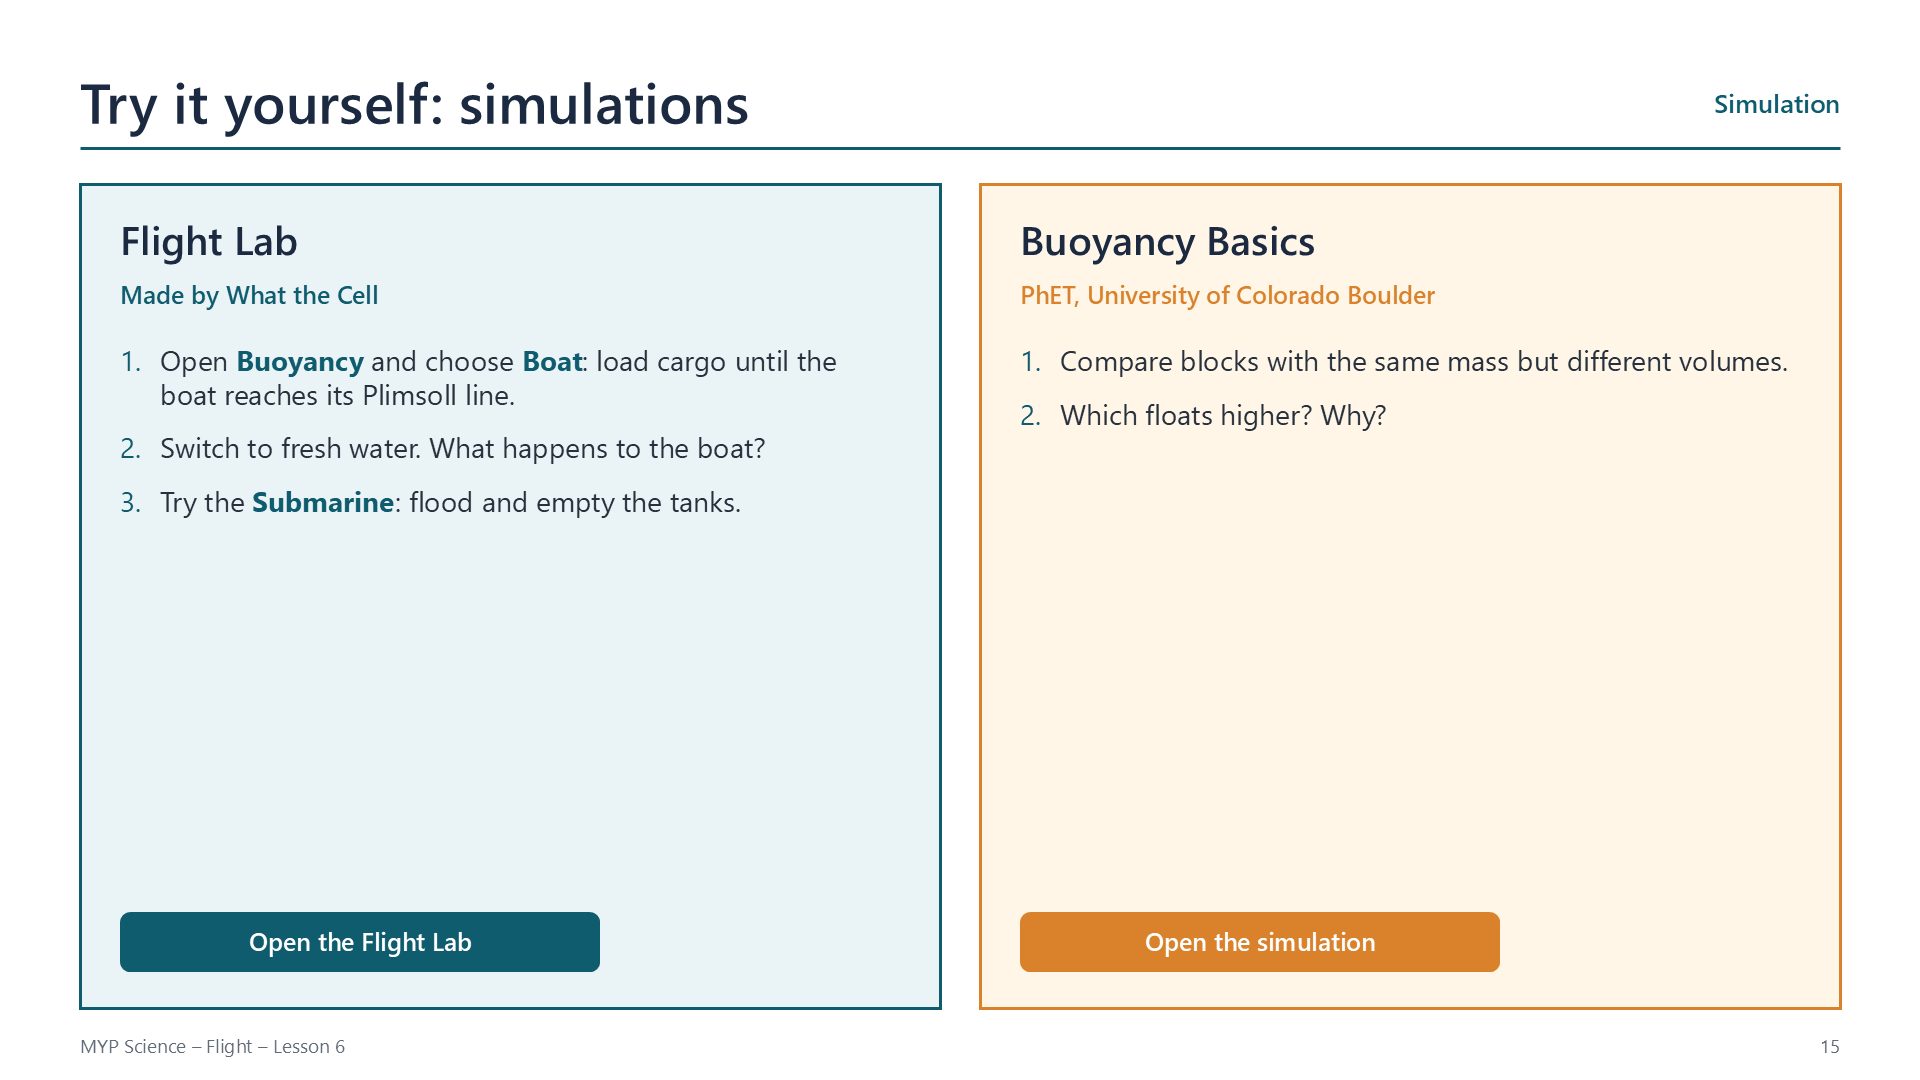 Try it yourself: simulations
Simulation
Flight Lab
Made by What the Cell
1. Open Buoyancy and choose Boat: load cargo until the
boat reaches its Plimsoll line.
2. Switch to fresh water. What happens to the boat?
3. Try the Submarine: flood and empty the tanks.
Open the Flight Lab
Buoyancy Basics
PhET, University of Colorado Boulder
1. Compare blocks with the same mass but different volumes.
2. Which floats higher? Why?
Open the simulation
MYP Science – Flight – Lesson 6
15